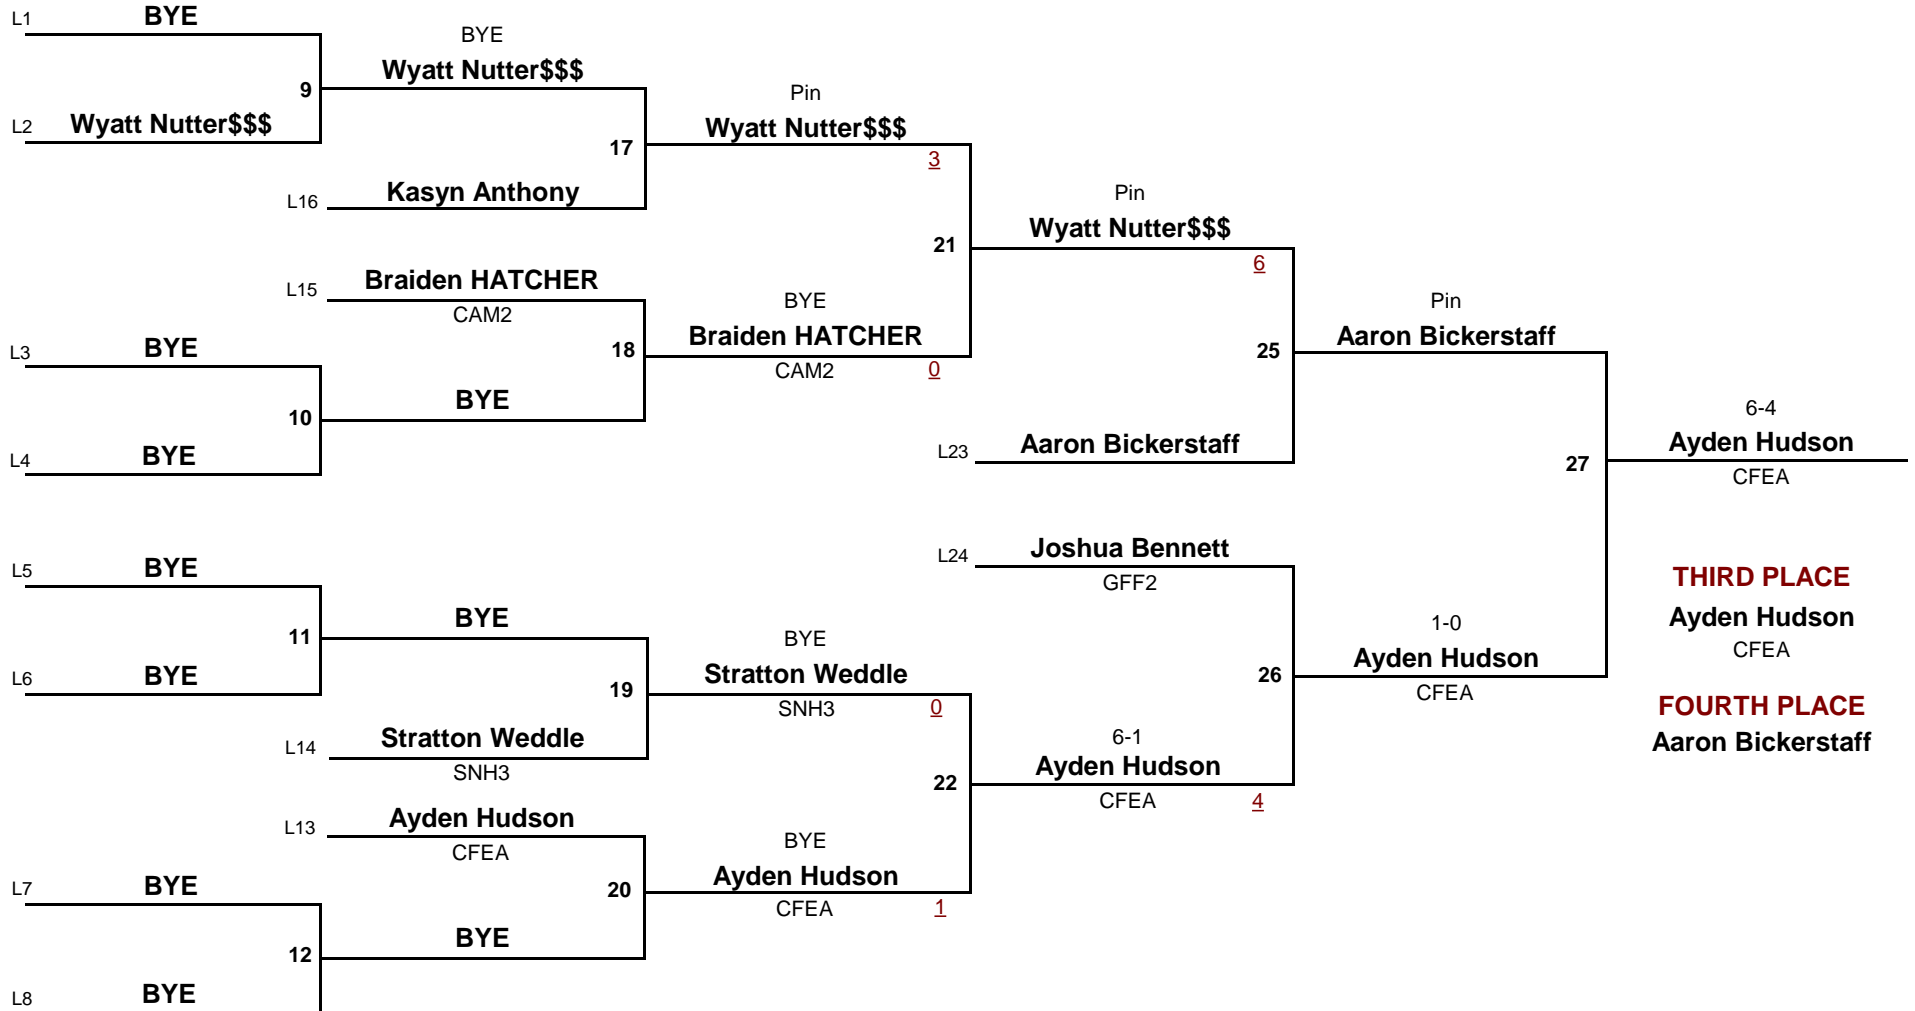 L1 BYE
BYE
Wyatt Nutter$$$
9
L2 Wyatt Nutter$$$
Pin
Wyatt Nutter$$$
3
17
L16 Kasyn Anthony
Pin
Wyatt Nutter$$$
6
21
L15 Braiden HATCHER
CAM2
BYE
Braiden HATCHER
CAM2
0
18
L3 BYE
10
BYE
L4 BYE
Pin
Aaron Bickerstaff
25
L23 Aaron Bickerstaff
6-4
Ayden Hudson
CFEA
27
L24 Joshua Bennett
GFF2
L5 BYE
11
BYE
L6 BYE
BYE
Stratton Weddle
SNH3
0
19
L14 Stratton Weddle
SNH3
1-0
Ayden Hudson
CFEA
26
THIRD PLACE
Ayden Hudson
CFEA
FOURTH PLACE
Aaron Bickerstaff
6-1
Ayden Hudson
CFEA
4
22
L13 Ayden Hudson
CFEA
BYE
Ayden Hudson
CFEA
1
20
L7 BYE
12
BYE
L8 BYE